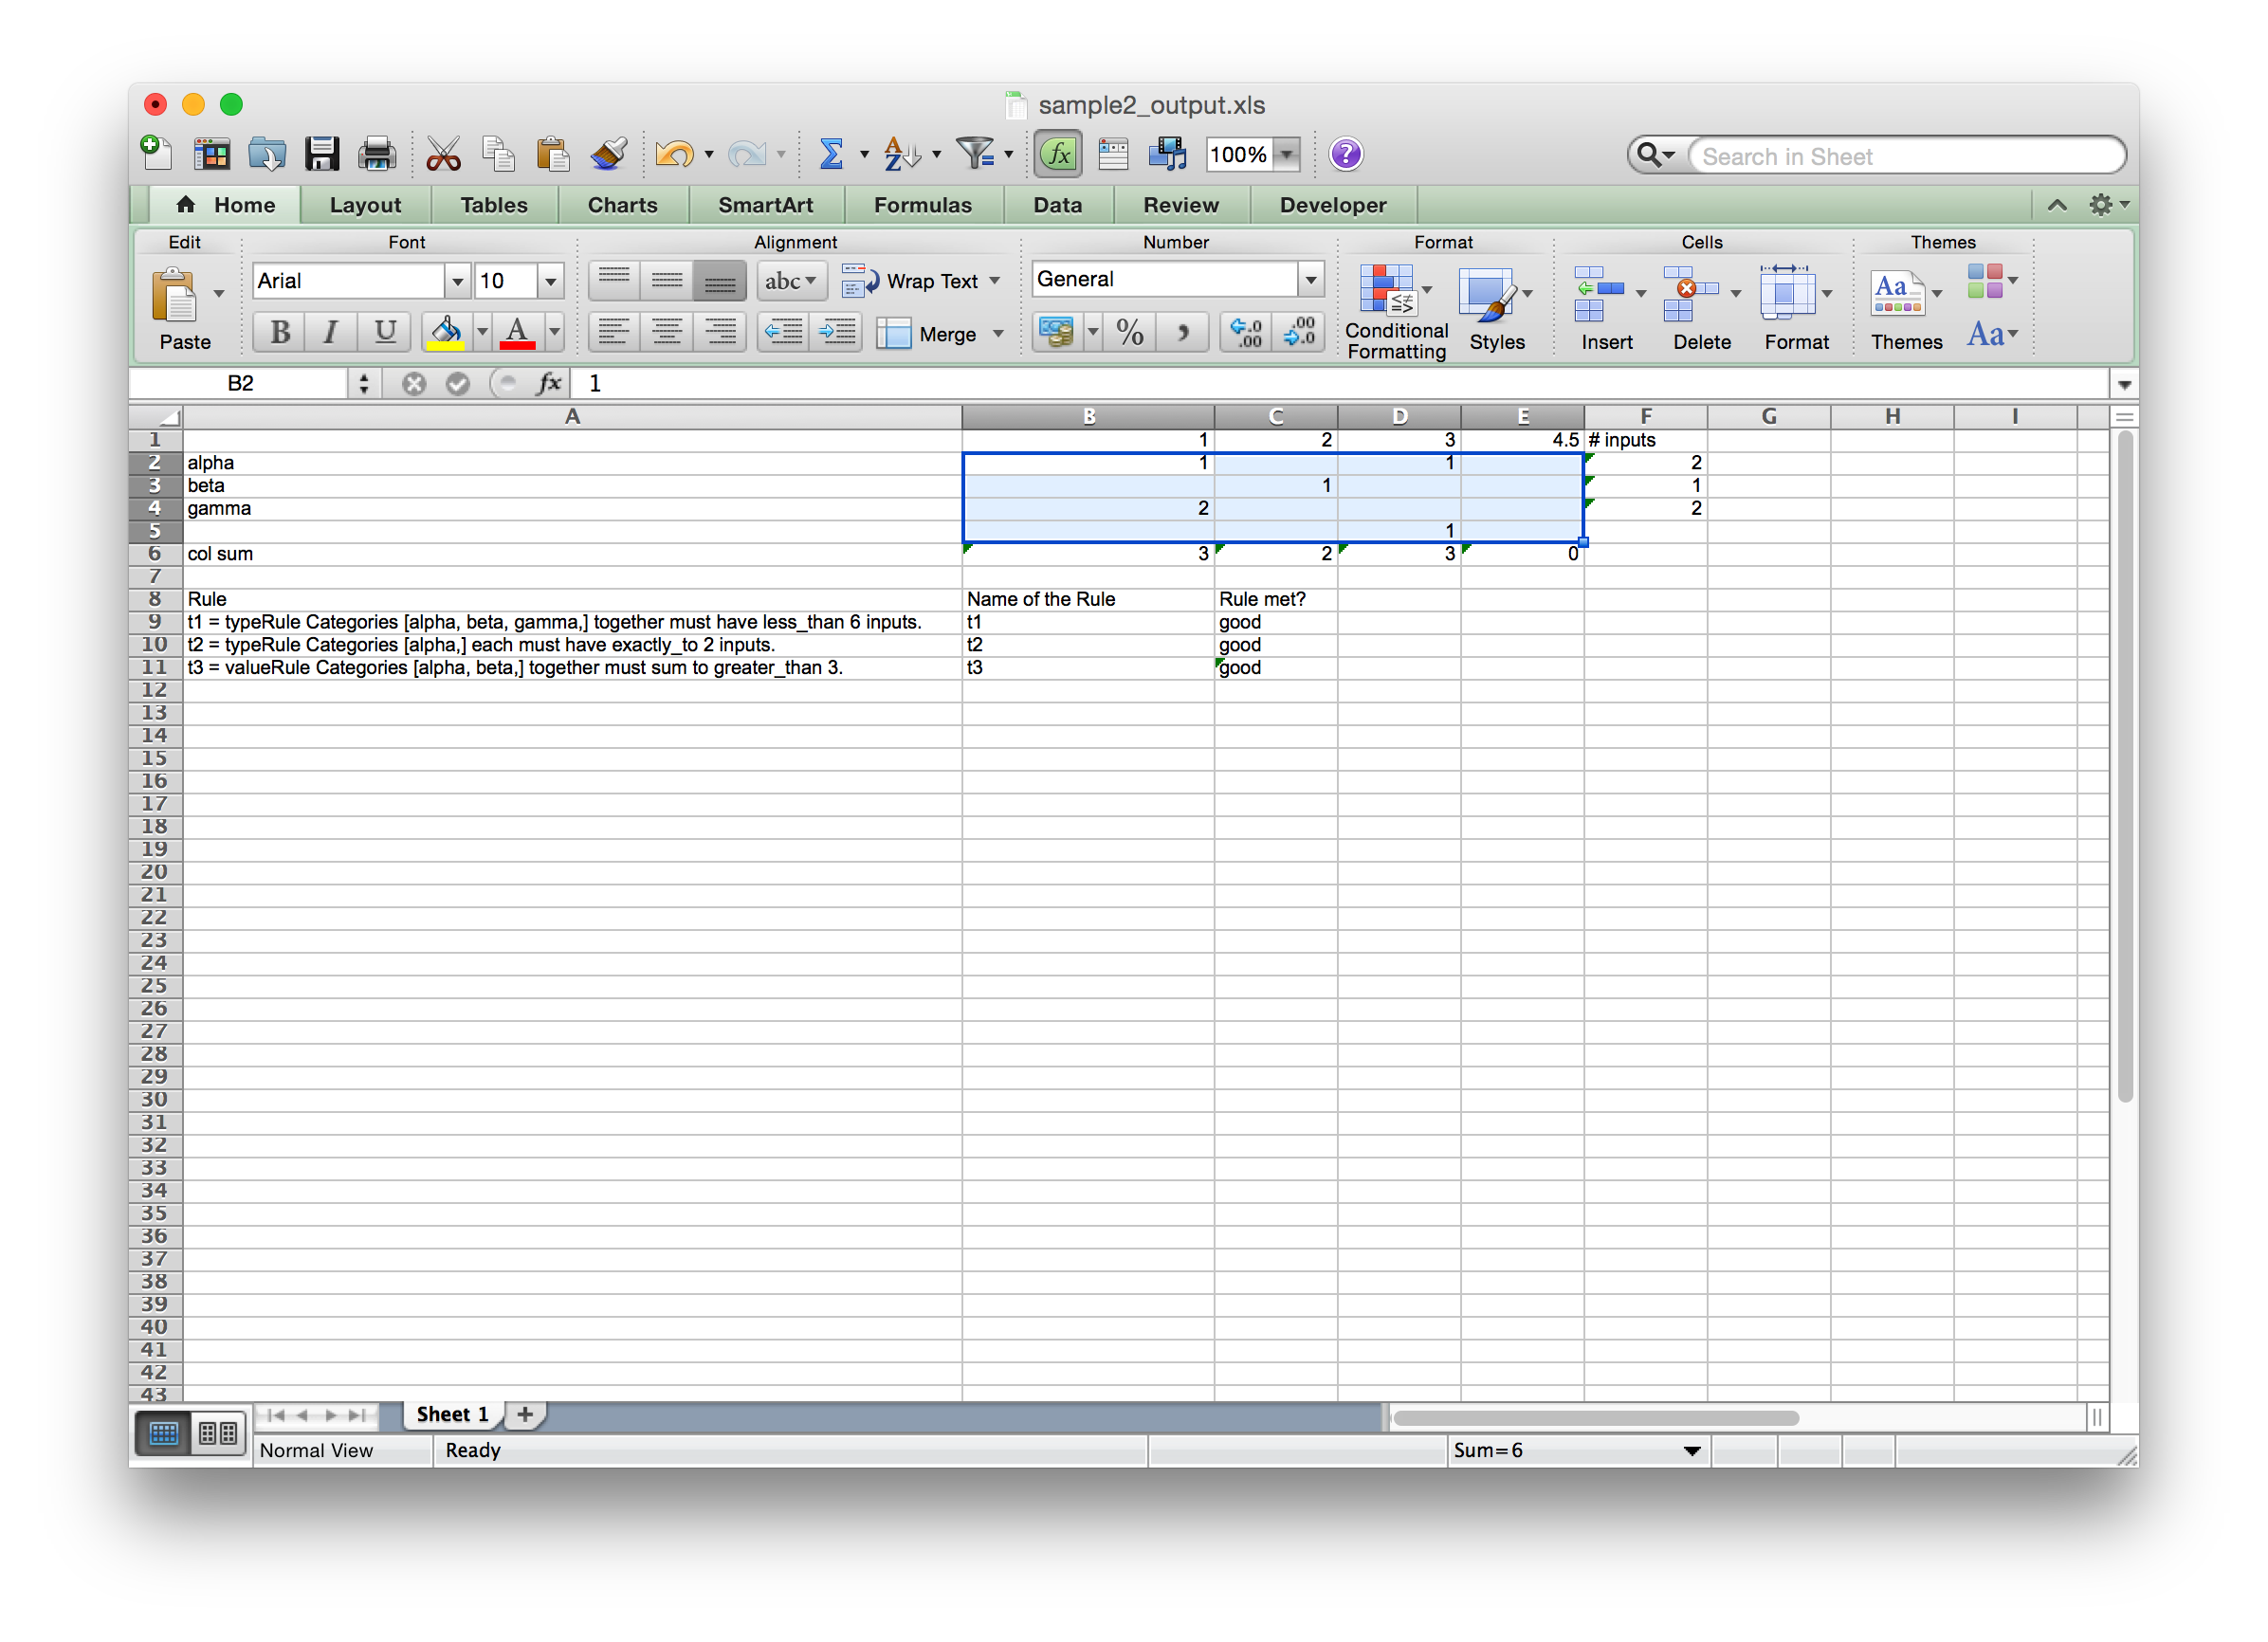 sample2_output.xls
100% ? Search in Sheet
Home Layout Tables Charts SmartArt Formulas Data Review Developer
Edit Font Alignment Number Format Cells Themes
Arial 10 abc Wrap Text General
Paste B I U A Merge % , .0 .00 .00 .0 Conditional Formatting Styles Insert Delete Format Aa Themes Aa
B2 fx 1
A B C D E F G H I
1 1 2 3 4.5 # inputs
2 alpha 1 1 2
3 beta 1 1
4 gamma 2 2
5 1
6 col sum 3 2 3 0
7
8 Rule Name of the Rule Rule met?
9 t1 = typeRule Categories [alpha, beta, gamma,] together must have less_than 6 inputs. t1 good
10 t2 = typeRule Categories [alpha,] each must have exactly_to 2 inputs. t2 good
11 t3 = valueRule Categories [alpha, beta,] together must sum to greater_than 3. t3 good
12
13
14
15
16
17
18
19
20
21
22
23
24
25
26
27
28
29
30
31
32
33
34
35
36
37
38
39
40
41
42
43
Sheet 1 +
Normal View Ready Sum=6